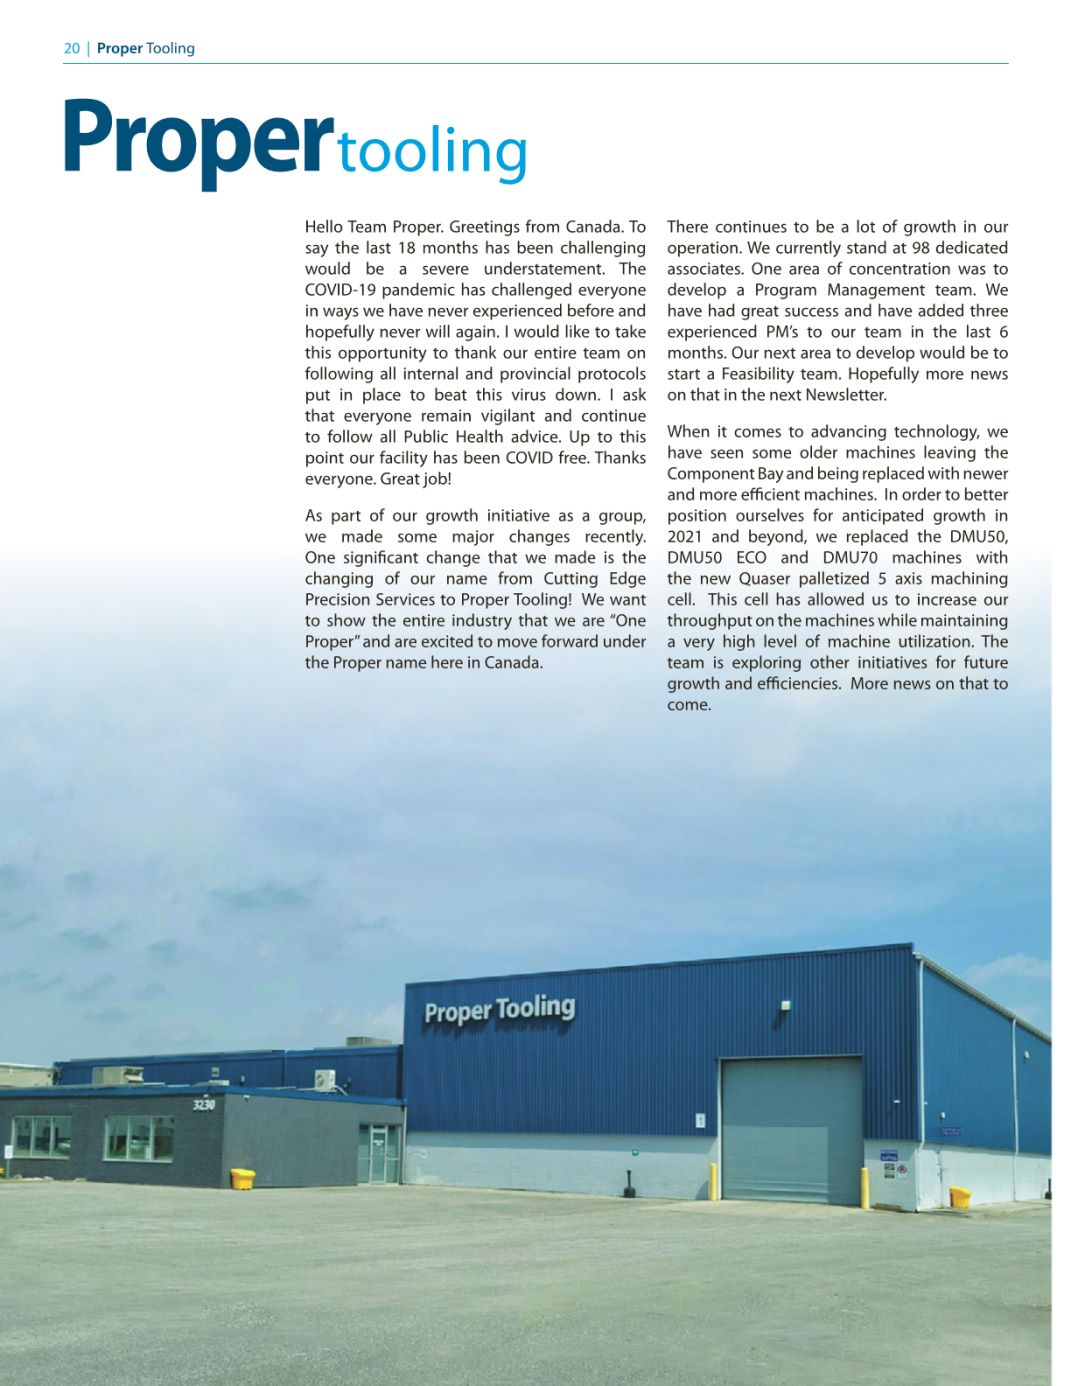 20 | Proper Tooling
Proper tooling
Hello Team Proper. Greetings from Canada. To
say the last 18 months has been challenging
would be a severe understatement. The
COVID-19 pandemic has challenged everyone
in ways we have never experienced before and
hopefully never will again. I would like to take
this opportunity to thank our entire team on
following all internal and provincial protocols
put in place to beat this virus down. I ask
that everyone remain vigilant and continue
to follow all Public Health advice. Up to this
point our facility has been COVID free. Thanks
everyone. Great job!
As part of our growth initiative as a group,
we made some major changes recently.
One significant change that we made is the
changing of our name from Cutting Edge
Precision Services to Proper Tooling!  We want
to show the entire industry that we are “One
Proper” and are excited to move forward under
the Proper name here in Canada.
There continues to be a lot of growth in our
operation. We currently stand at 98 dedicated
associates. One area of concentration was to
develop a Program Management team. We
have had great success and have added three
experienced PM’s to our team in the last 6
months. Our next area to develop would be to
start a Feasibility team. Hopefully more news
on that in the next Newsletter.
When it comes to advancing technology, we
have seen some older machines leaving the
Component Bay and being replaced with newer
and more efficient machines.  In order to better
position ourselves for anticipated growth in
2021 and beyond, we replaced the DMU50,
DMU50 ECO and DMU70 machines with
the new Quaser palletized 5 axis machining
cell.  This cell has allowed us to increase our
throughput on the machines while maintaining
a very high level of machine utilization. The
team is exploring other initiatives for future
growth and efficiencies.  More news on that to
come.
Proper Tooling
3230